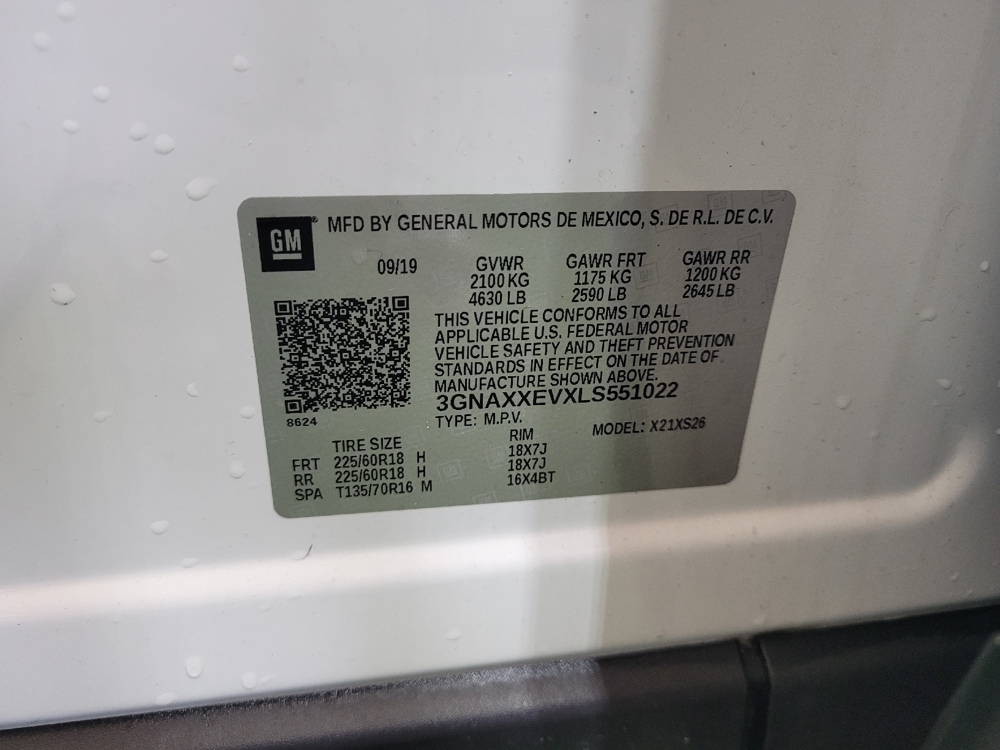 GM ® MFD BY GENERAL MOTORS DE MEXICO, S. DE R.L. DE C.V.
09/19 GVWR GAWR FRT GAWR RR
2100 KG 1175 KG 1200 KG
4630 LB 2590 LB 2645 LB
THIS VEHICLE CONFORMS TO ALL
APPLICABLE U.S. FEDERAL MOTOR
VEHICLE SAFETY AND THEFT PREVENTION
STANDARDS IN EFFECT ON THE DATE OF
MANUFACTURE SHOWN ABOVE.
3GNAXXEVXLS551022
8624
TYPE: M.P.V. MODEL: X21XS26
TIRE SIZE RIM
FRT 225/60R18 H 18X7J
RR 225/60R18 H 18X7J
SPA T135/70R16 M 16X4BT